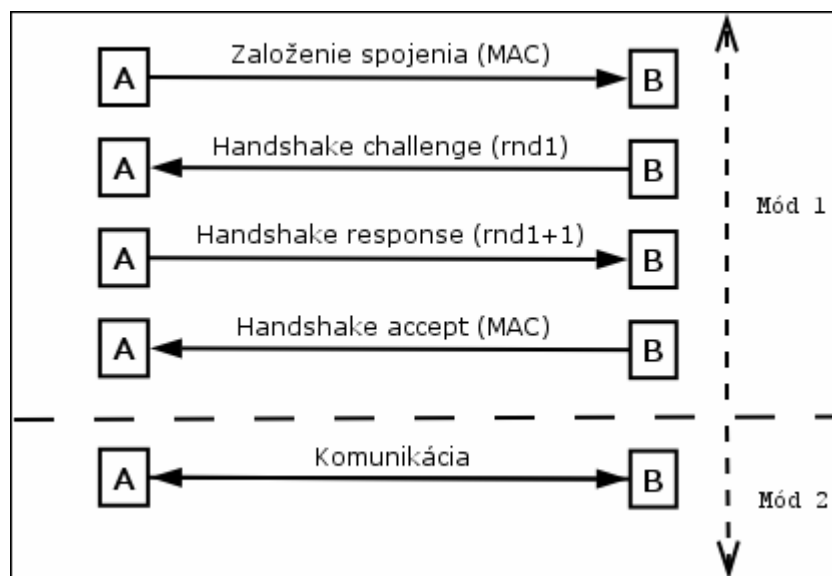 A
Založenie spojenia (MAC)
B
A
Handshake challenge (rnd1)
B
Mód 1
A
Handshake response (rnd1+1)
B
A
Handshake accept (MAC)
B
A
Komunikácia
B
Mód 2